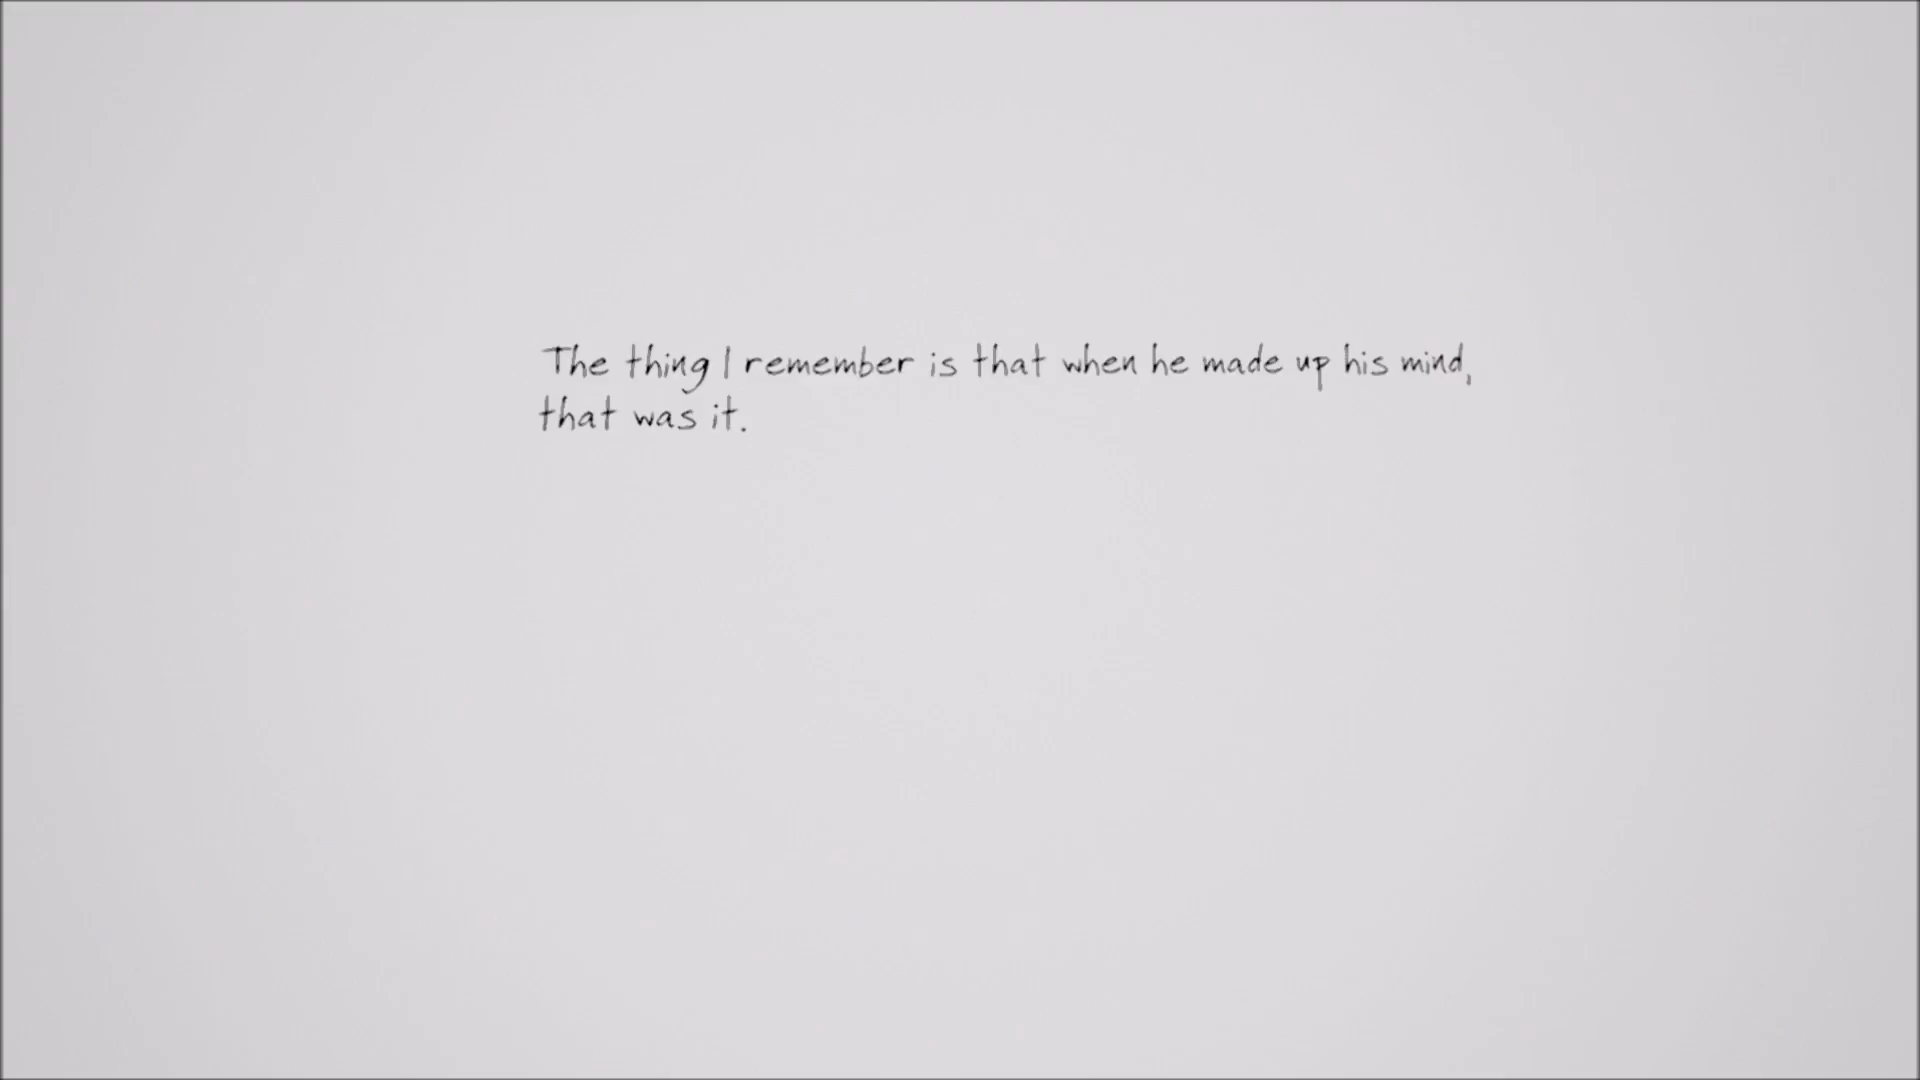 The thing I remember is that when he made up his mind,
that was it.